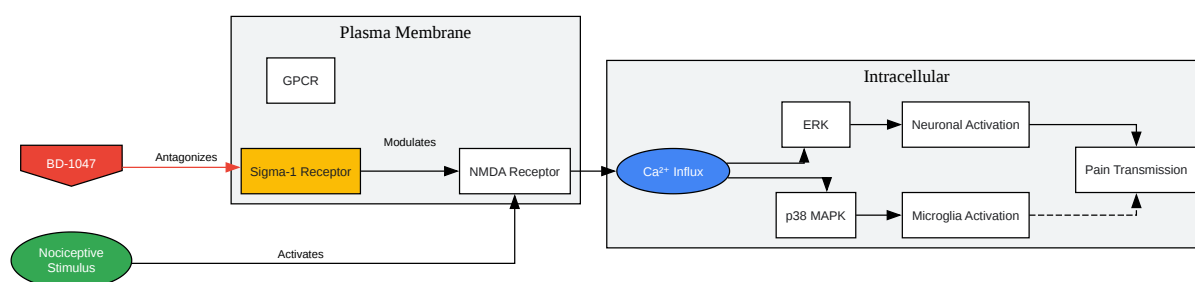 Plasma Membrane
GPCR
BD-1047
Antagonizes
Sigma-1 Receptor
Modulates
NMDA Receptor
Nociceptive
Stimulus
Activates
Intracellular
Ca²⁺ Influx
ERK
Neuronal Activation
Pain Transmission
p38 MAPK
Microglia Activation